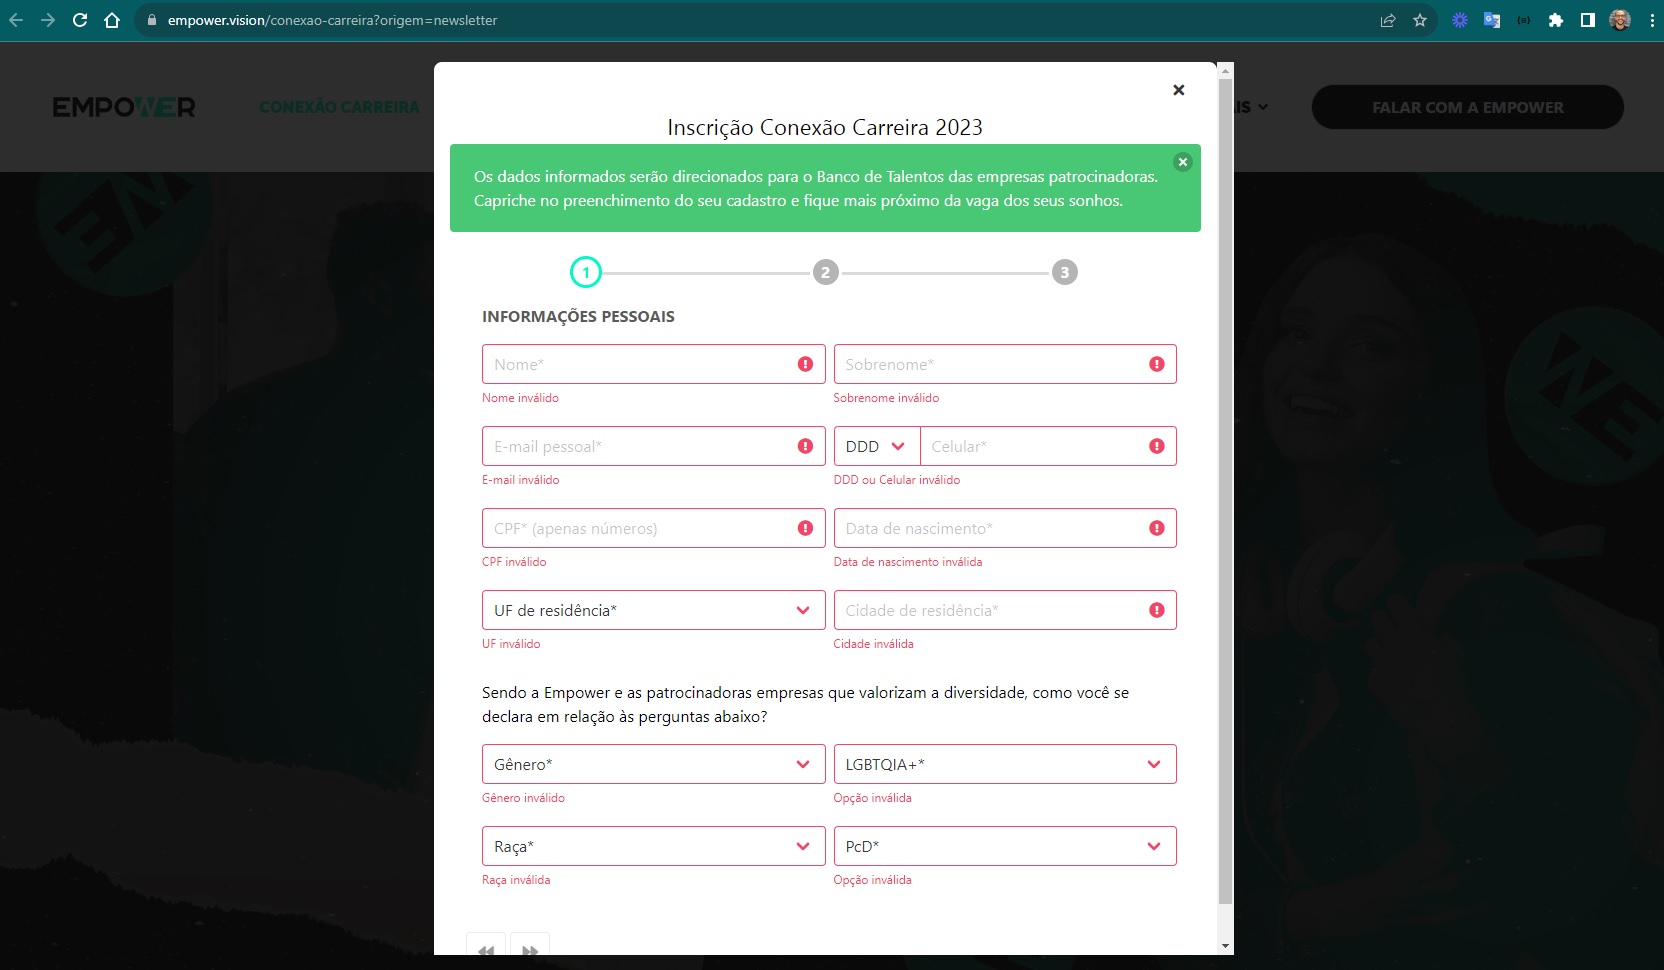 empower.vision/conexao-carreira?origem=newsletter
EMPOWER
CONEXÃO CARREIRA
AIS
FALAR COM A EMPOWER
Inscrição Conexão Carreira 2023
Os dados informados serão direcionados para o Banco de Talentos das empresas patrocinadoras.
Capriche no preenchimento do seu cadastro e fique mais próximo da vaga dos seus sonhos.
1 2 3
INFORMAÇÕES PESSOAIS
Nome* Sobrenome*
Nome inválido Sobrenome inválido
E-mail pessoal* DDD Celular*
E-mail inválido DDD ou Celular inválido
CPF* (apenas números) Data de nascimento*
CPF inválido Data de nascimento inválida
UF de residência* Cidade de residência*
UF inválido Cidade inválida
Sendo a Empower e as patrocinadoras empresas que valorizam a diversidade, como você se
declara em relação às perguntas abaixo?
Gênero* LGBTQIA+*
Gênero inválido Opção inválida
Raça* PcD*
Raça inválida Opção inválida
WE
WE